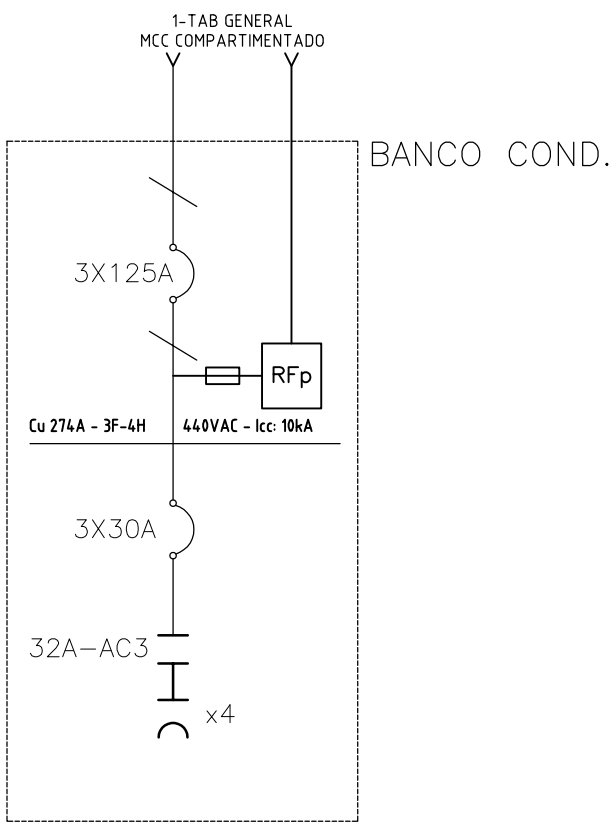 1-TAB GENERAL
MCC COMPARTIMENTADO
BANCO COND.
3X125A
RFp
Cu 274A - 3F-4H
440VAC - Icc: 10kA
3X30A
32A-AC3
x4